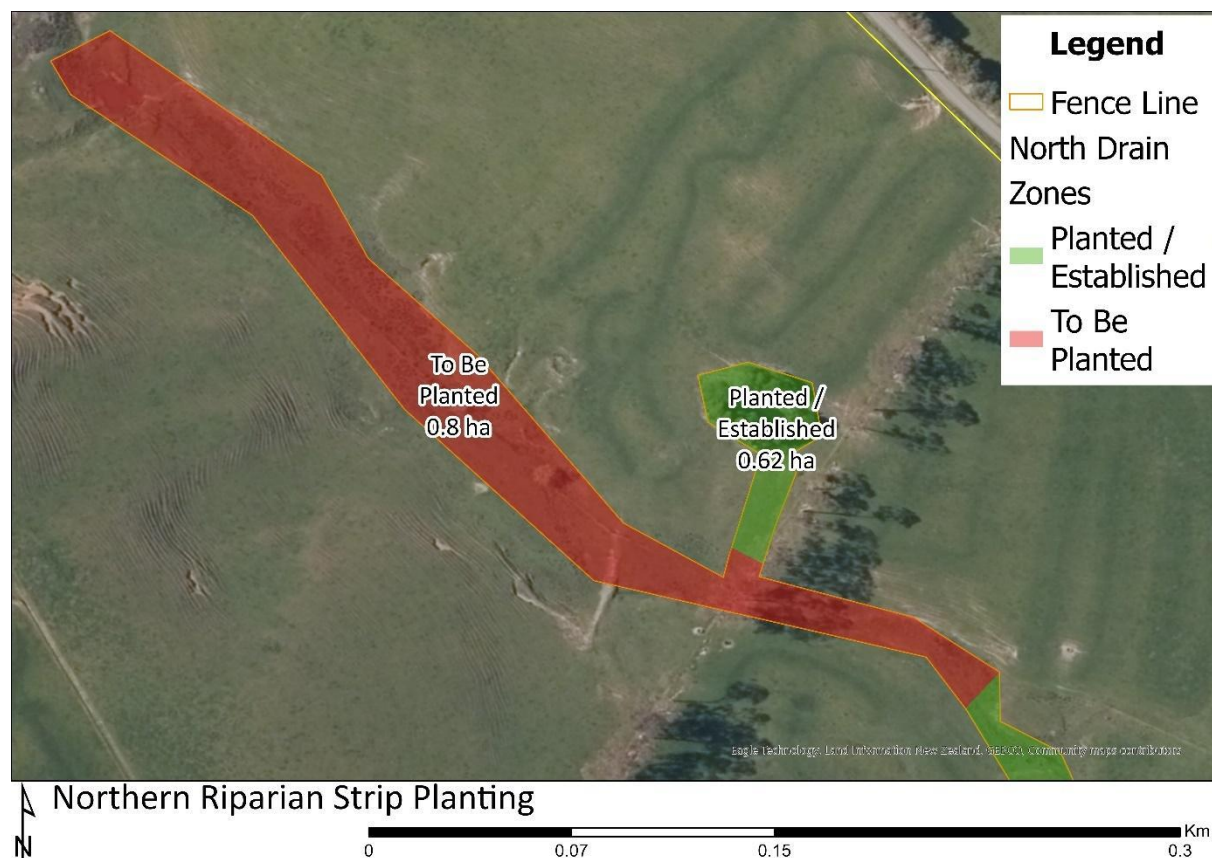 Legend
Fence Line
North Drain
Zones
Planted /
Established
To Be
Planted
To Be
Planted
0.8 ha
Planted /
Established
0.62 ha
Eagle Technology, Land Information New Zealand, GEBCO, Community maps contributors
N
Northern Riparian Strip Planting
Km
0 0.07 0.15 0.3